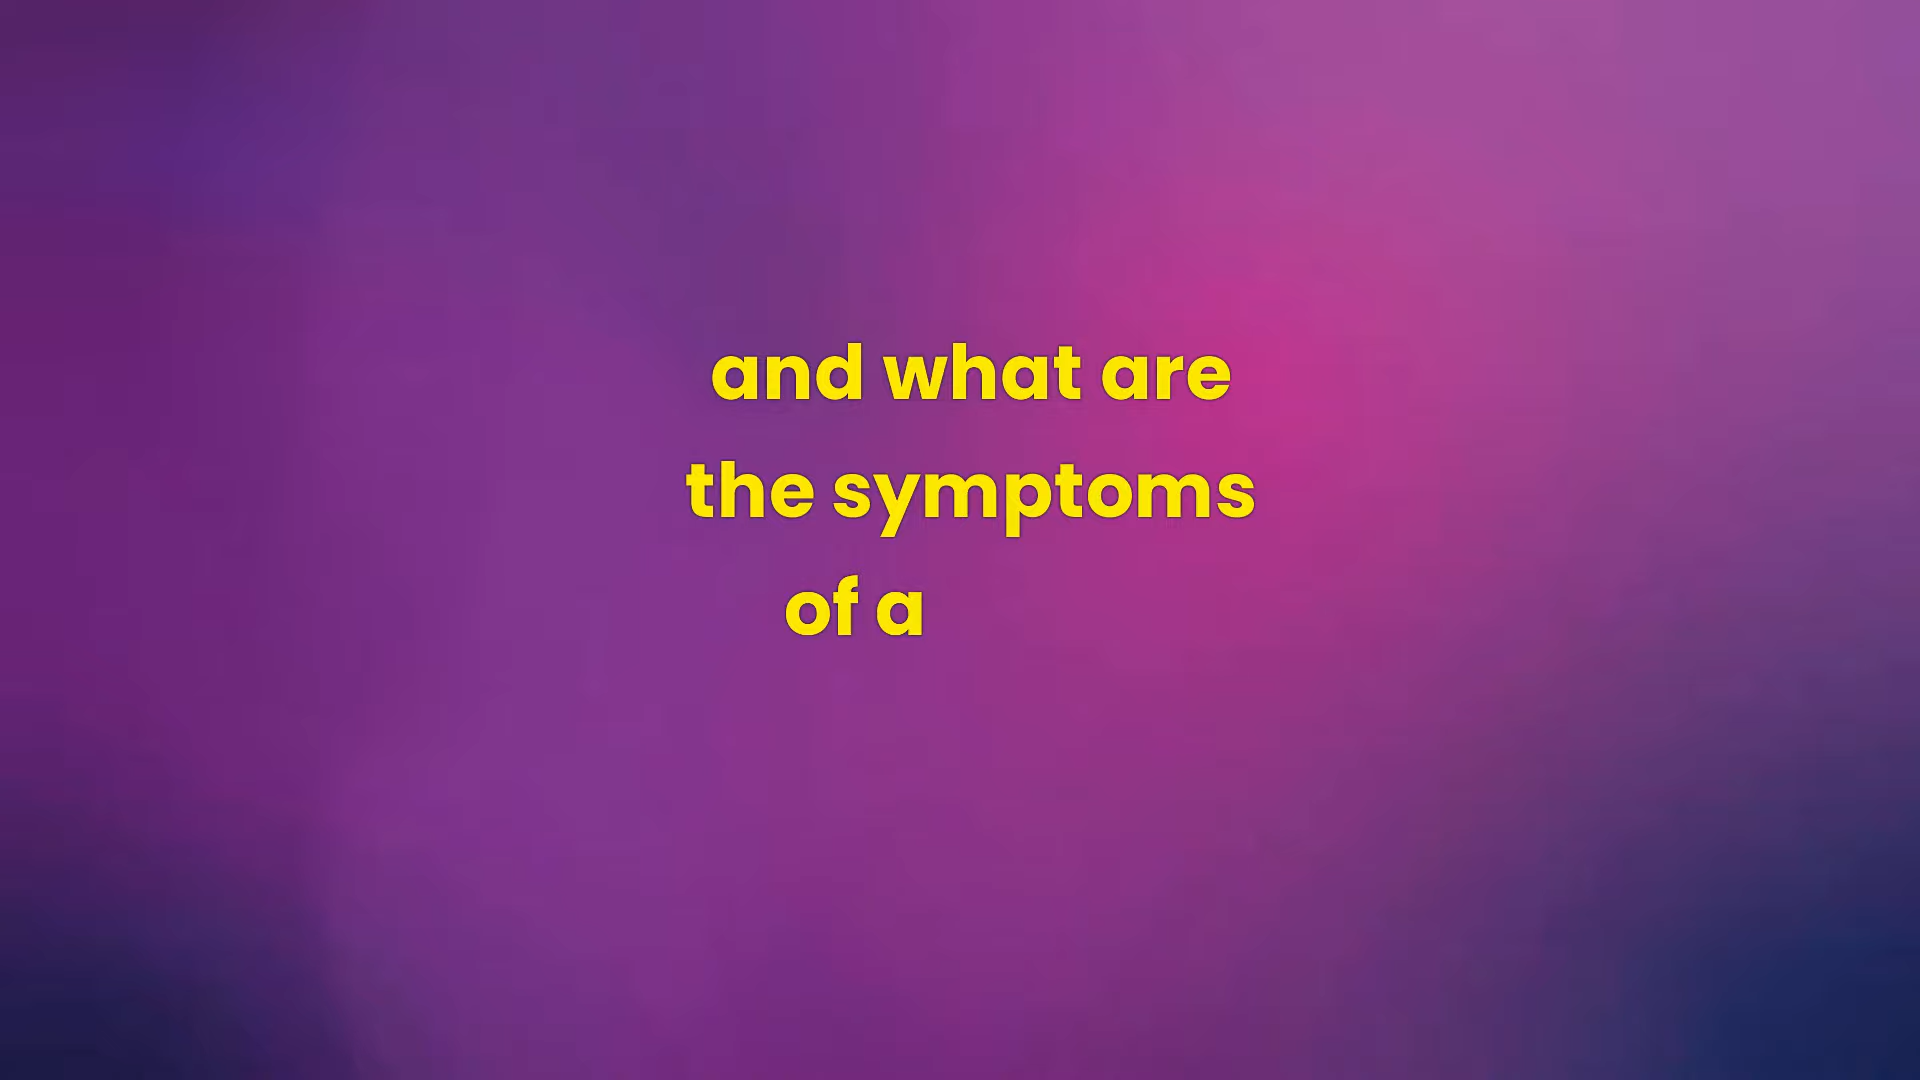 and what are
the symptoms
of a